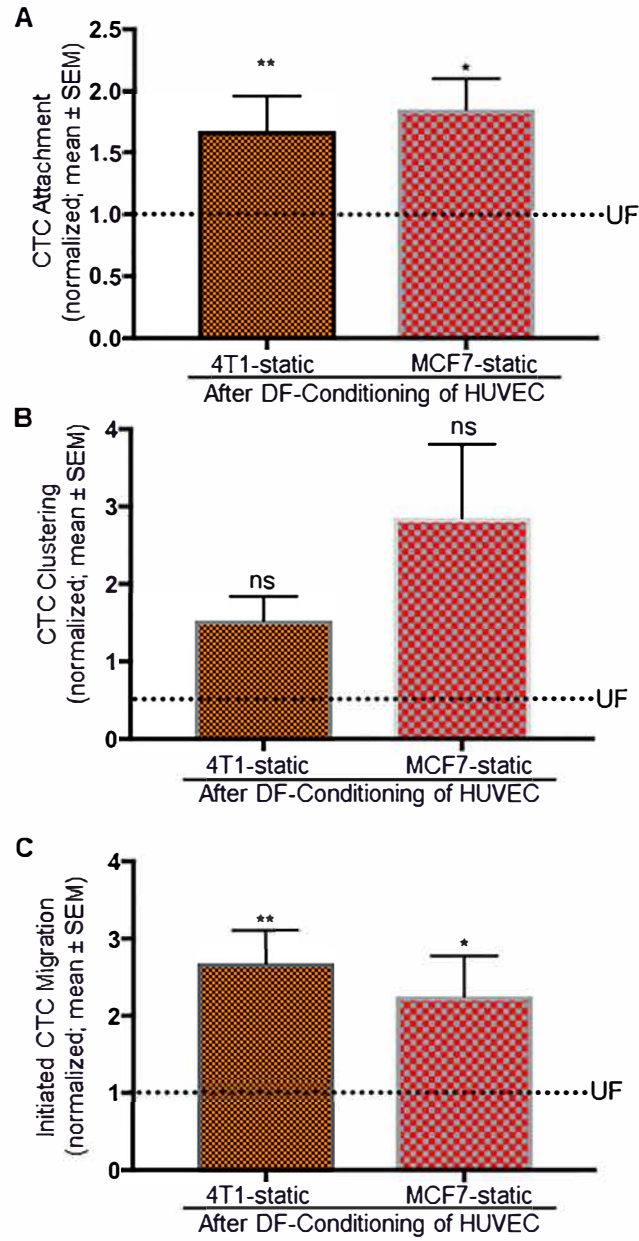 A
CTC Attachment
(normalized; mean ± SEM)
2.5
2.0
1.5
1.0
0.5
0.0
**
*
UF
4T1-static MCF7-static
After DF-Conditioning of HUVEC
B
CTC Clustering
(normalized; mean ± SEM)
4
3
2
1
0
ns
ns
UF
4T1-static MCF7-static
After DF-Conditioning of HUVEC
C
Initiated CTC Migration
(normalized; mean ± SEM)
4
3
2
1
0
**
*
UF
4T1-static MCF7-static
After DF-Conditioning of HUVEC